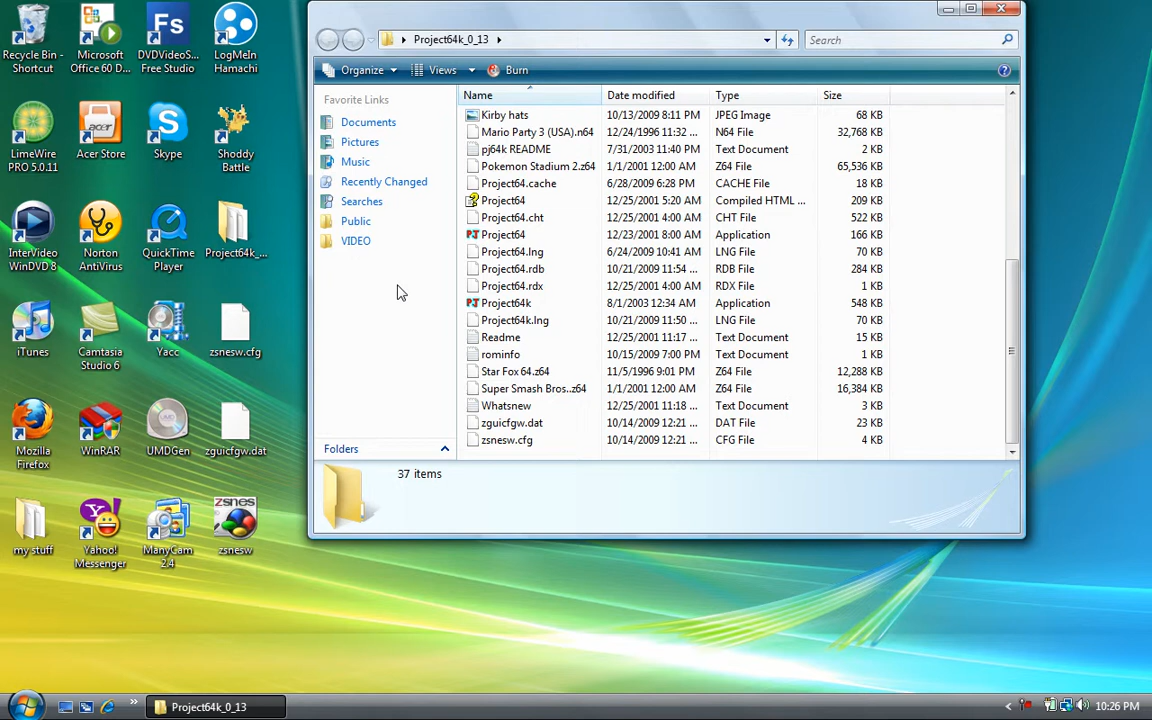 Recycle Bin -
Shortcut
Microsoft
Office 60 D...
DVDVideoS...
Free Studio
LogMeIn
Hamachi
LimeWire
PRO 5.0.11
Acer Store
Skype
Shoddy
Battle
InterVideo
WinDVD 8
Norton
AntiVirus
QuickTime
Player
Project64k_...
iTunes
Camtasia
Studio 6
Yacc
zsnesw.cfg
Mozilla
Firefox
WinRAR
UMDGen
zguicfgw.dat
my stuff
Yahoo!
Messenger
ManyCam
2.4
zsnesw
Project64k_0_13
Search
Organize Views Burn
Favorite Links
Documents
Pictures
Music
Recently Changed
Searches
Public
VIDEO
Folders
Name Date modified Type Size
Kirby hats 10/13/2009 8:11 PM JPEG Image 68 KB
Mario Party 3 (USA).n64 12/24/1996 11:32 ... N64 File 32,768 KB
pj64k README 7/31/2003 11:40 PM Text Document 2 KB
Pokemon Stadium 2.z64 1/1/2001 12:00 AM Z64 File 65,536 KB
Project64.cache 6/28/2009 6:28 PM CACHE File 18 KB
Project64 12/25/2001 5:20 AM Compiled HTML ... 209 KB
Project64.cht 12/25/2001 4:00 AM CHT File 522 KB
Project64 12/23/2001 8:00 AM Application 166 KB
Project64.lng 6/24/2009 10:41 AM LNG File 70 KB
Project64.rdb 10/21/2009 11:54 ... RDB File 284 KB
Project64.rdx 12/25/2001 4:00 AM RDX File 1 KB
Project64k 8/1/2003 12:34 AM Application 548 KB
Project64k.lng 10/21/2009 11:50 ... LNG File 70 KB
Readme 12/25/2001 11:17 ... Text Document 15 KB
rominfo 10/15/2009 7:00 PM Text Document 1 KB
Star Fox 64.z64 11/5/1996 9:01 PM Z64 File 12,288 KB
Super Smash Bros..z64 1/1/2001 12:00 AM Z64 File 16,384 KB
Whatsnew 12/25/2001 11:18 ... Text Document 3 KB
zguicfgw.dat 10/14/2009 12:21 ... DAT File 23 KB
zsnesw.cfg 10/14/2009 12:21 ... CFG File 4 KB
37 items
Project64k_0_13
10:26 PM